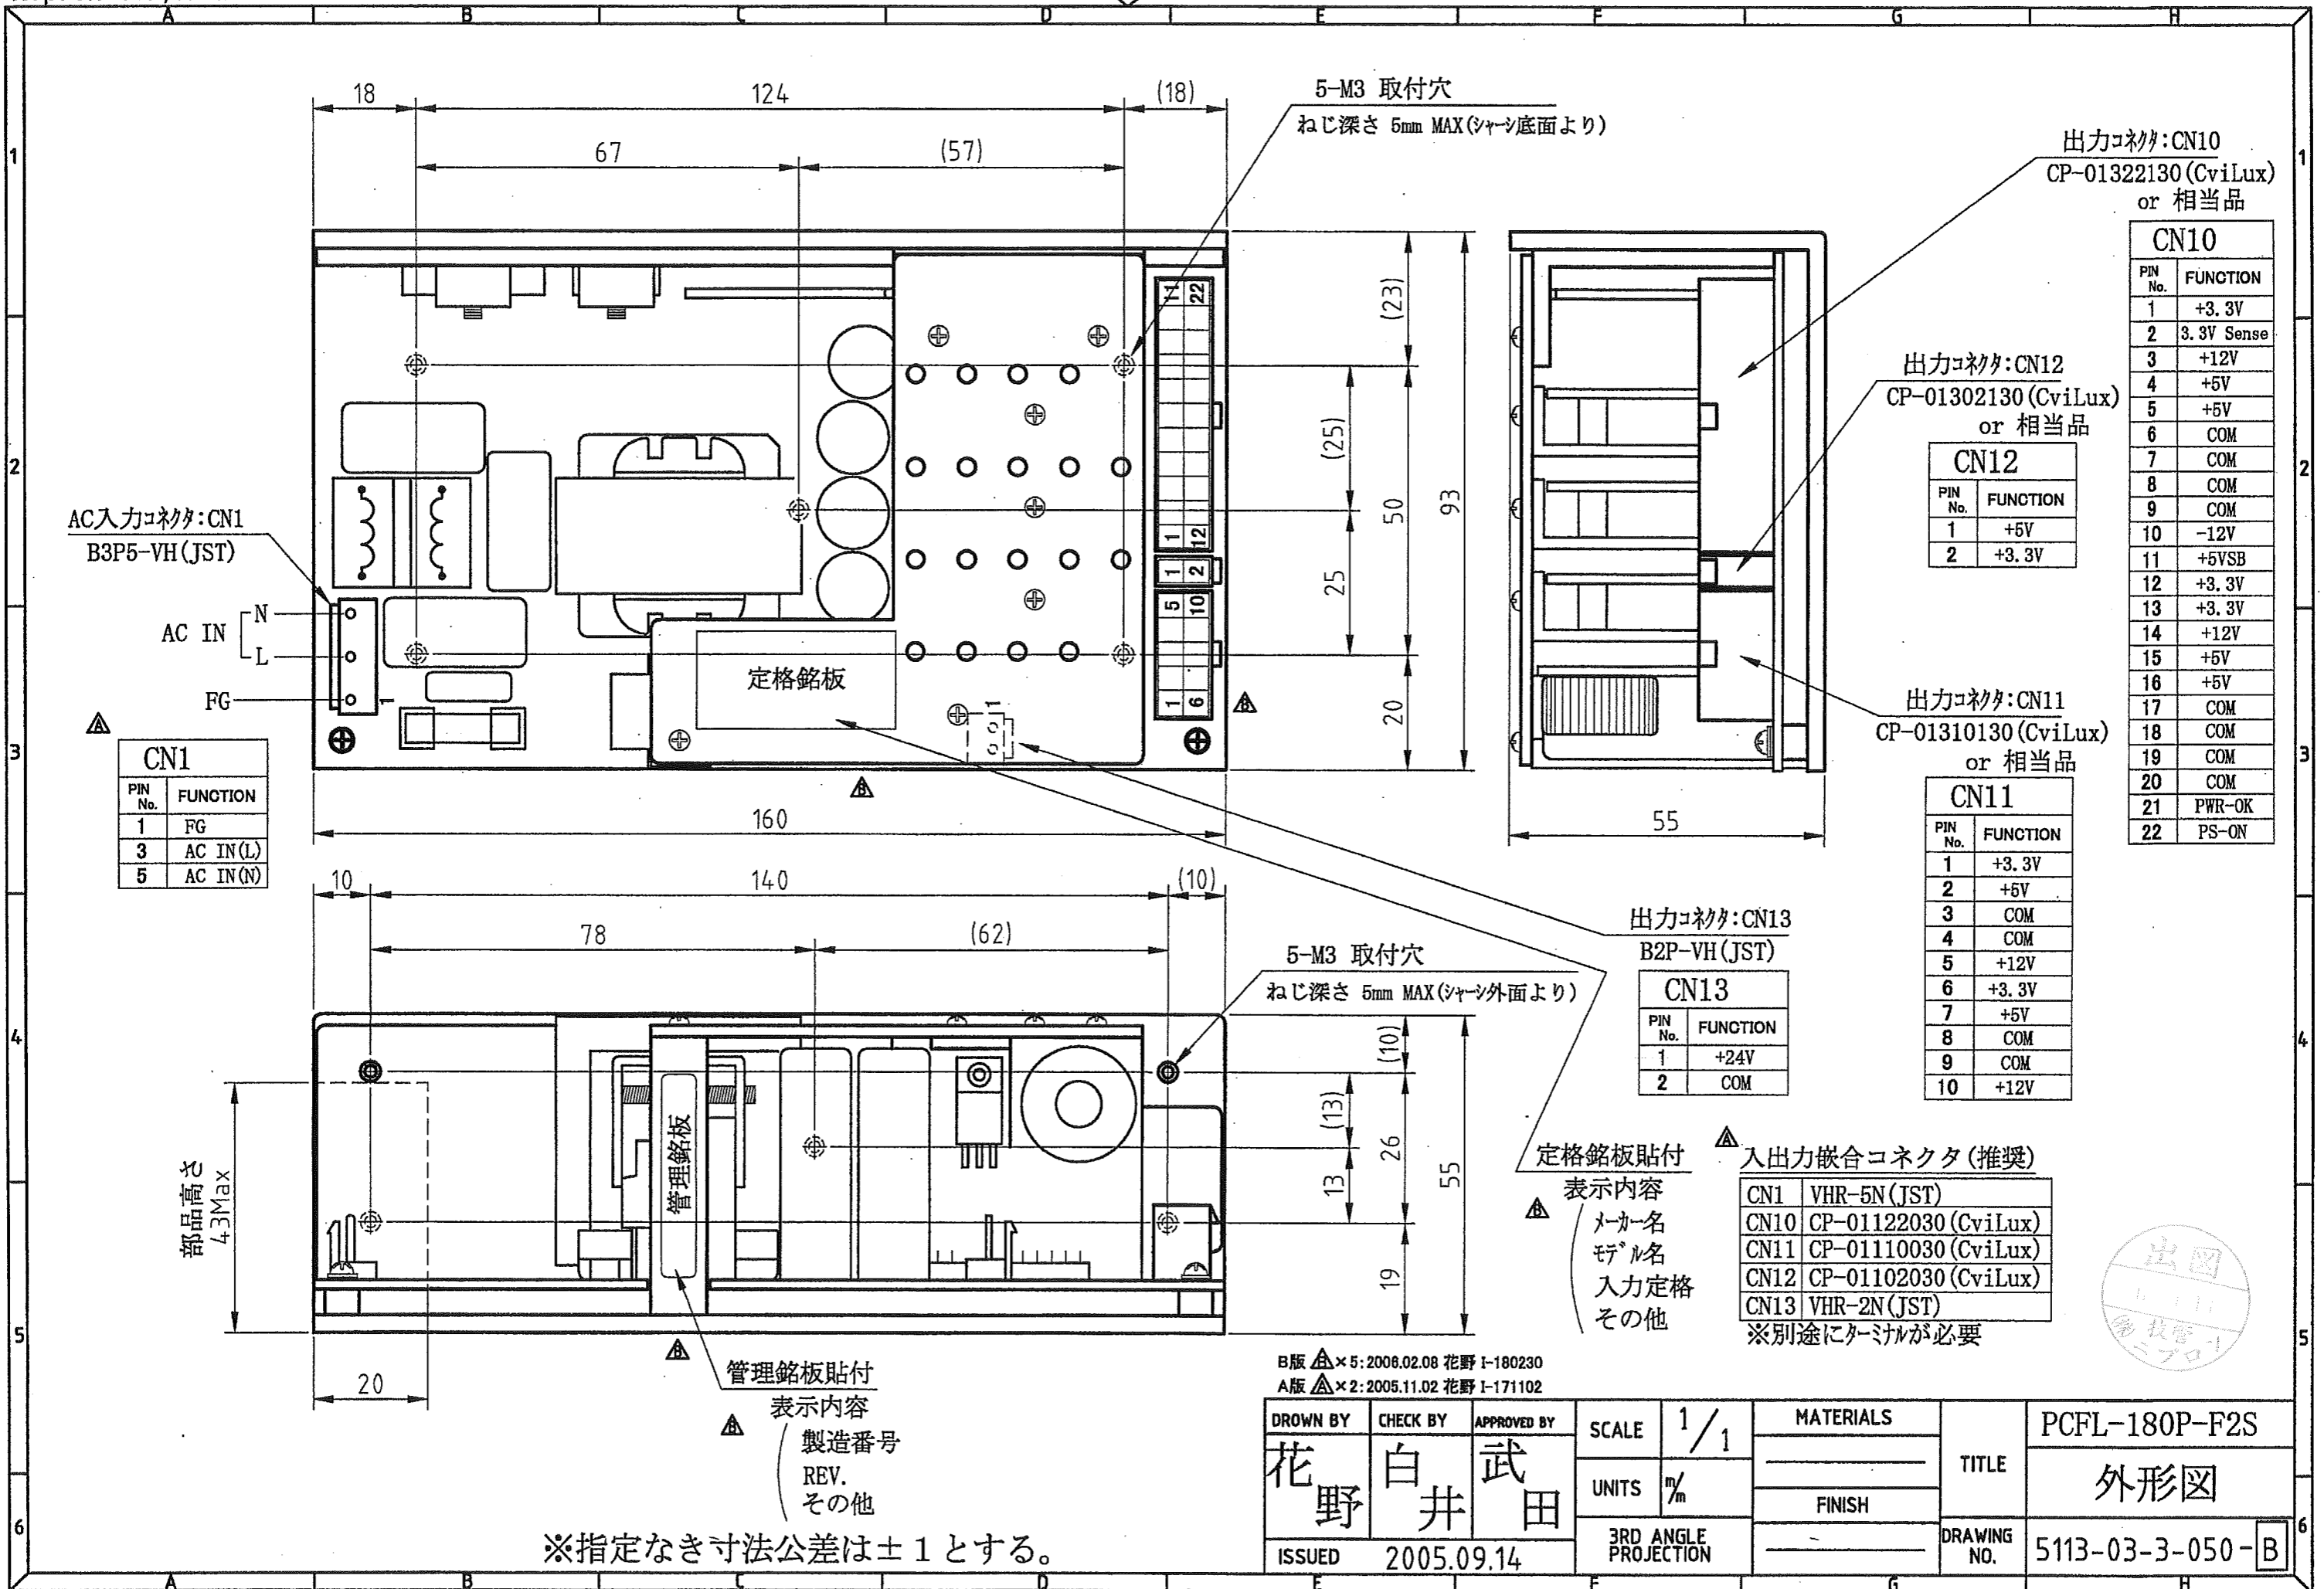 A B C D E F G H
1 2 3 4 5 6
18
124
(18)
67
(57)
5-M3 取付穴
ねじ深さ 5mm MAX(シャーシ底面より)
11 22
1 12
1 2
5 10
1 6
(23)
(25)
50
25
20
93
160
55
AC入力コネクタ:CN1
B3P5-VH(JST)
AC IN
N
L
FG
1
定格銘板
1
CN1
PIN No. FUNCTION
1 FG
3 AC IN(L)
5 AC IN(N)
出力コネクタ:CN10
CP-01322130(CviLux)
or 相当品
CN10
PIN No. FUNCTION
1 +3.3V
2 3.3V Sense
3 +12V
4 +5V
5 +5V
6 COM
7 COM
8 COM
9 COM
10 -12V
11 +5VSB
12 +3.3V
13 +3.3V
14 +12V
15 +5V
16 +5V
17 COM
18 COM
19 COM
20 COM
21 PWR-OK
22 PS-ON
出力コネクタ:CN12
CP-01302130(CviLux)
or 相当品
CN12
PIN No. FUNCTION
1 +5V
2 +3.3V
出力コネクタ:CN11
CP-01310130(CviLux)
or 相当品
CN11
PIN No. FUNCTION
1 +3.3V
2 +5V
3 COM
4 COM
5 +12V
6 +3.3V
7 +5V
8 COM
9 COM
10 +12V
出力コネクタ:CN13
B2P-VH(JST)
CN13
PIN No. FUNCTION
1 +24V
2 COM
10
140
(10)
78
(62)
5-M3 取付穴
ねじ深さ 5mm MAX(シャーシ外面より)
(10)
(13)
26
13
19
55
部品高さ
43Max
20
管理銘板
管理銘板貼付
表示内容
製造番号
REV.
その他
定格銘板貼付
表示内容
メーカー名
モデル名
入力定格
その他
入出力嵌合コネクタ(推奨)
CN1 VHR-5N(JST)
CN10 CP-01122030(CviLux)
CN11 CP-01110030(CviLux)
CN12 CP-01102030(CviLux)
CN13 VHR-2N(JST)
※別途にターミナルが必要
出図
B版 B×5:2006.02.08 花野 I-180230
A版 A×2:2005.11.02 花野 I-171102
DROWN BY CHECK BY APPROVED BY
花野 白井 武田
ISSUED 2005.09.14
SCALE 1/1
UNITS m/m
3RD ANGLE PROJECTION
MATERIALS
FINISH
TITLE
PCFL-180P-F2S
外形図
DRAWING NO.
5113-03-3-050-B
※指定なき寸法公差は±1とする。